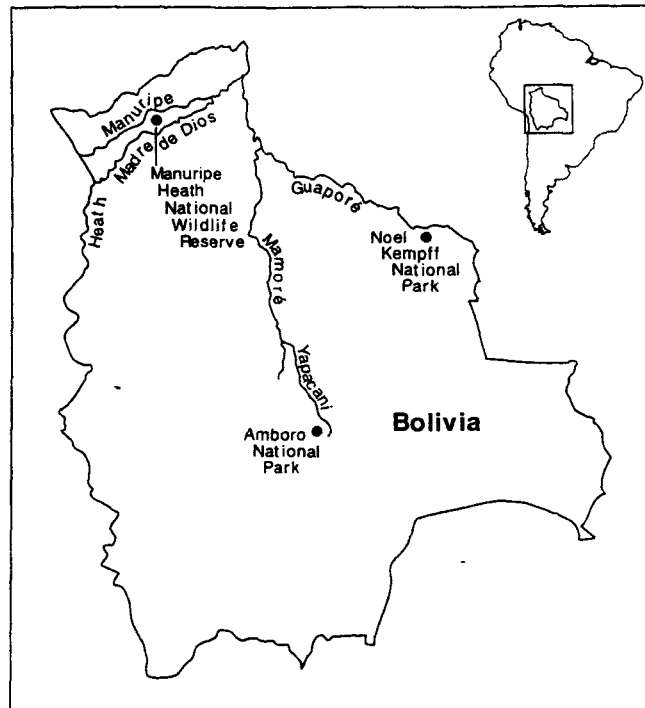 Manuripe
Madre de Dios
Heath
Manuripe
Heath
National
Wildlife
Reserve
Guaporé
Noel
Kempff
National
Park
Mamoré
Yapacani
Amboro
National
Park
Bolivia